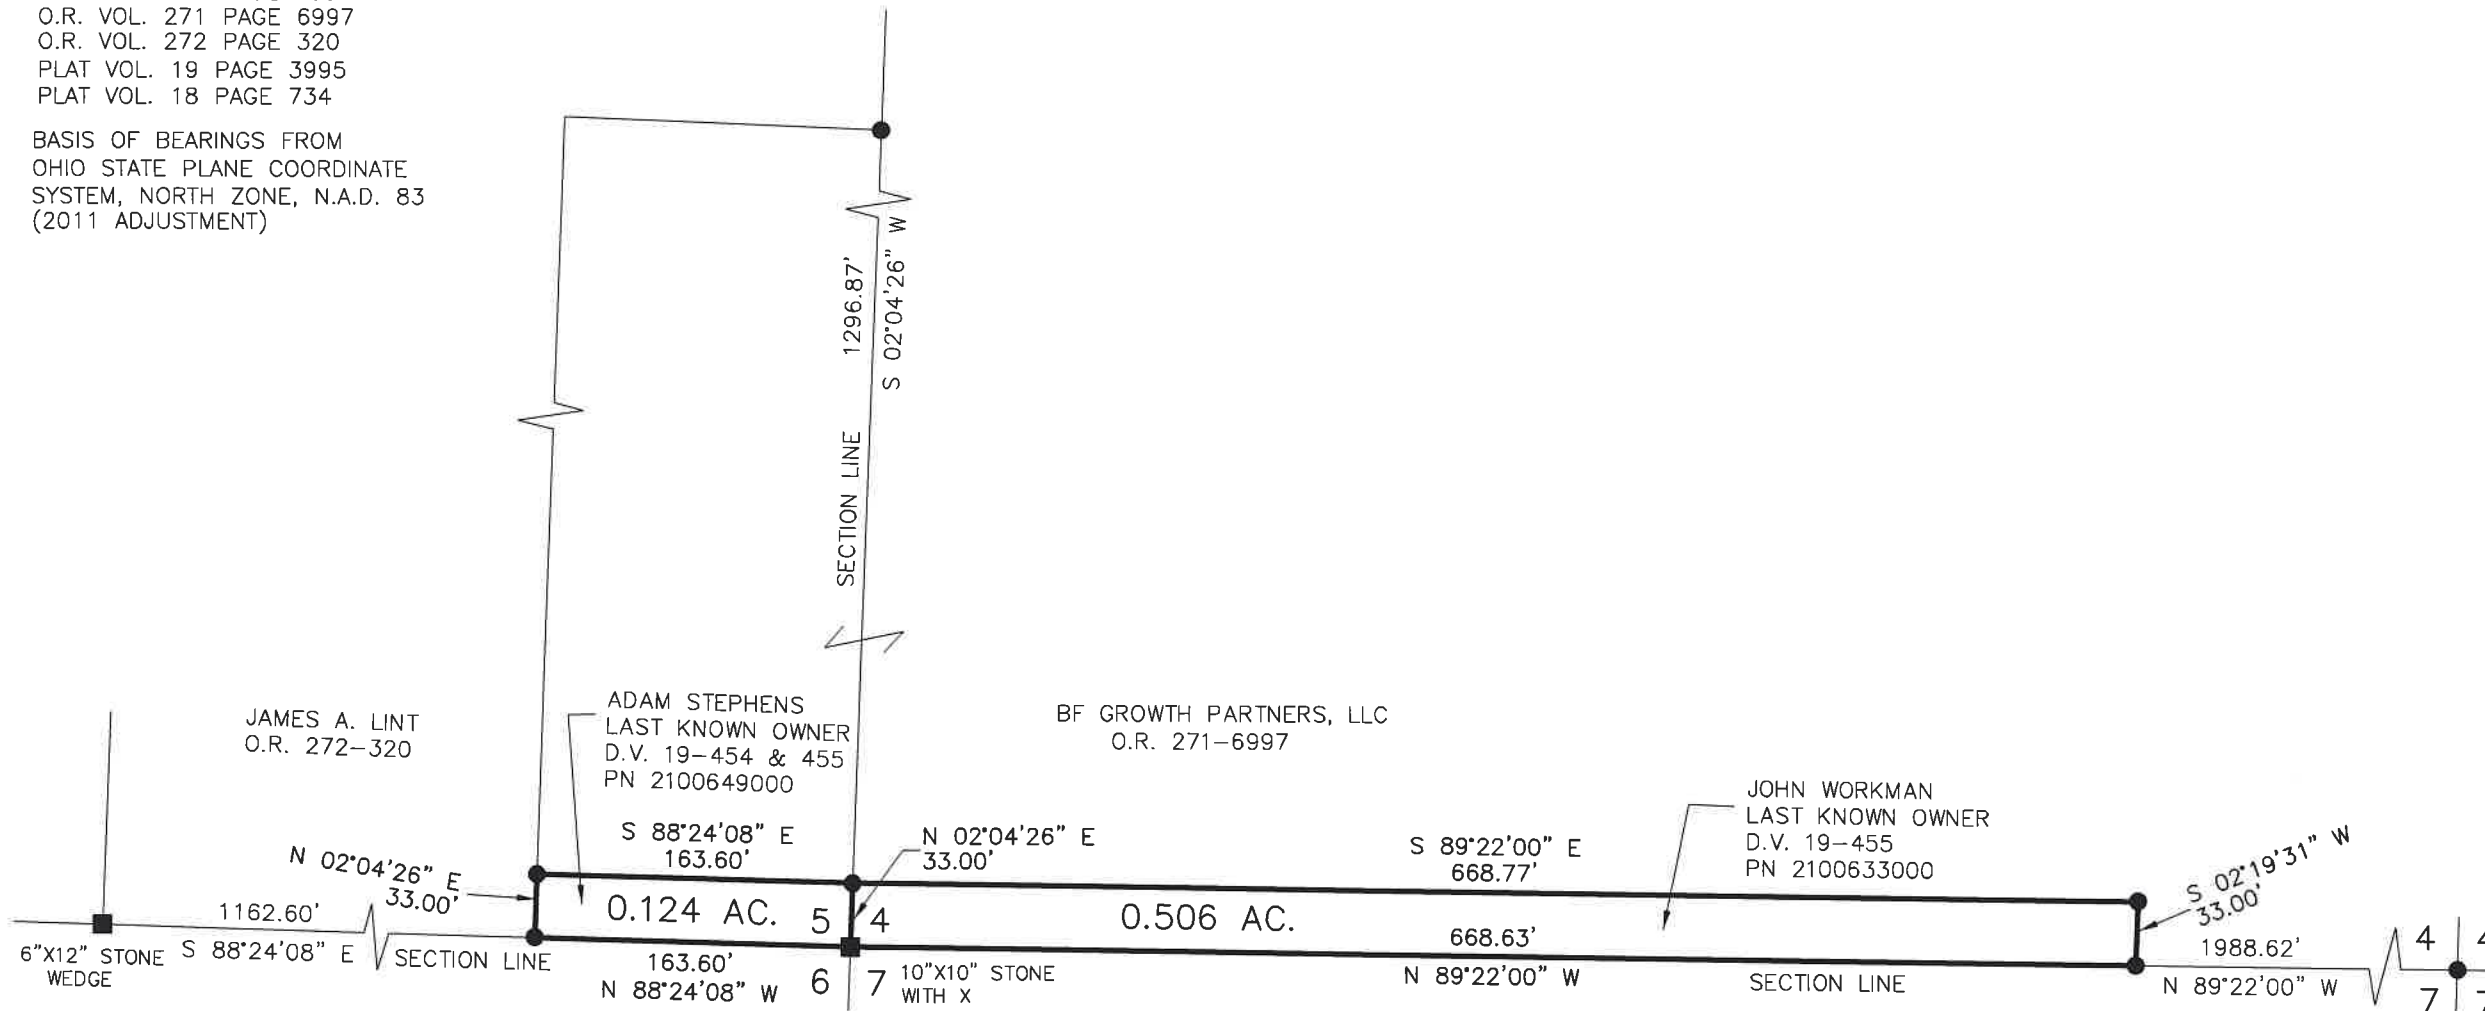 O.R. VOL. 271 PAGE 6997
O.R. VOL. 272 PAGE 320
PLAT VOL. 19 PAGE 3995
PLAT VOL. 18 PAGE 734
BASIS OF BEARINGS FROM
OHIO STATE PLANE COORDINATE
SYSTEM, NORTH ZONE, N.A.D. 83
(2011 ADJUSTMENT)
SECTION LINE 1296.87'
S 02°04'26" W
JAMES A. LINT
O.R. 272-320
ADAM STEPHENS
LAST KNOWN OWNER
D.V. 19-454 & 455
PN 2100649000
BF GROWTH PARTNERS, LLC
O.R. 271-6997
JOHN WORKMAN
LAST KNOWN OWNER
D.V. 19-455
PN 2100633000
N 02°04'26" E
33.00'
S 88°24'08" E
163.60'
N 02°04'26" E
33.00'
S 89°22'00" E
668.77'
S 02°19'31" W
33.00'
1162.60'
S 88°24'08" E
SECTION LINE
6"X12" STONE
WEDGE
0.124 AC.
5
4
0.506 AC.
163.60'
N 88°24'08" W
6
7
10"X10" STONE
WITH X
668.63'
N 89°22'00" W
SECTION LINE
1988.62'
N 89°22'00" W
4
4
7
7